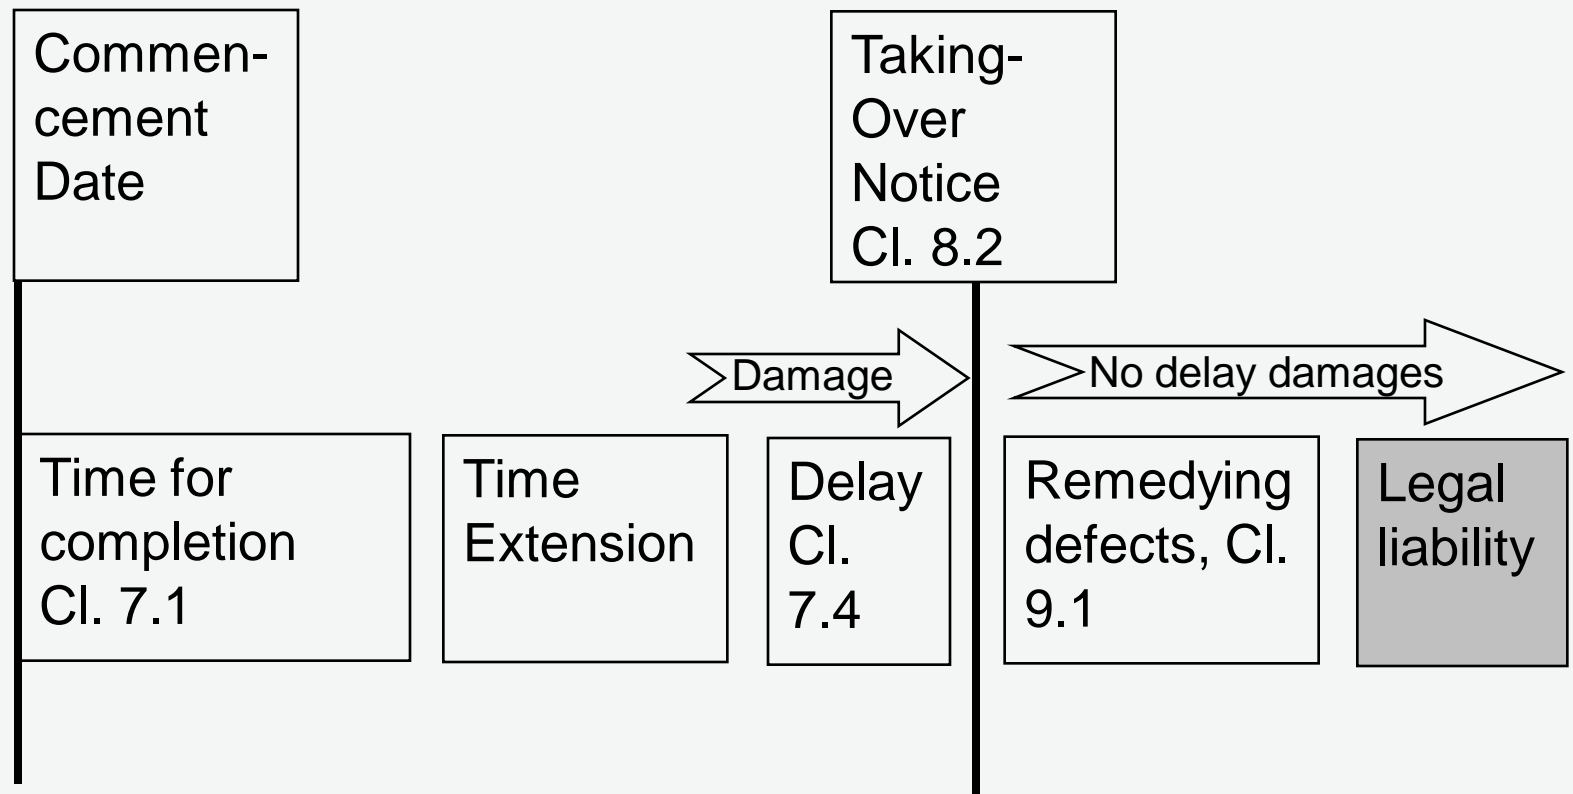 Commen-
cement
Date
Taking-
Over
Notice
Cl. 8.2
Damage
No delay damages
Time for
completion
Cl. 7.1
Time
Extension
Delay
Cl.
7.4
Remedying
defects, Cl.
9.1
Legal
liability